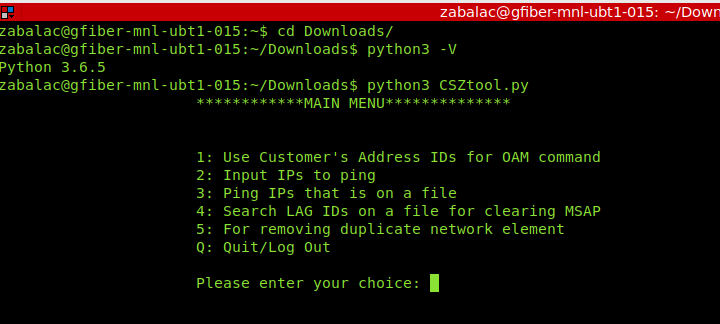 zabalac@gfiber-mnl-ubt1-015: ~/Down
zabalac@gfiber-mnl-ubt1-015:~$ cd Downloads/
zabalac@gfiber-mnl-ubt1-015:~/Downloads$ python3 -V
Python 3.6.5
zabalac@gfiber-mnl-ubt1-015:~/Downloads$ python3 CSZtool.py
************MAIN MENU**************
1: Use Customer's Address IDs for OAM command
2: Input IPs to ping
3: Ping IPs that is on a file
4: Search LAG IDs on a file for clearing MSAP
5: For removing duplicate network element
Q: Quit/Log Out
Please enter your choice: